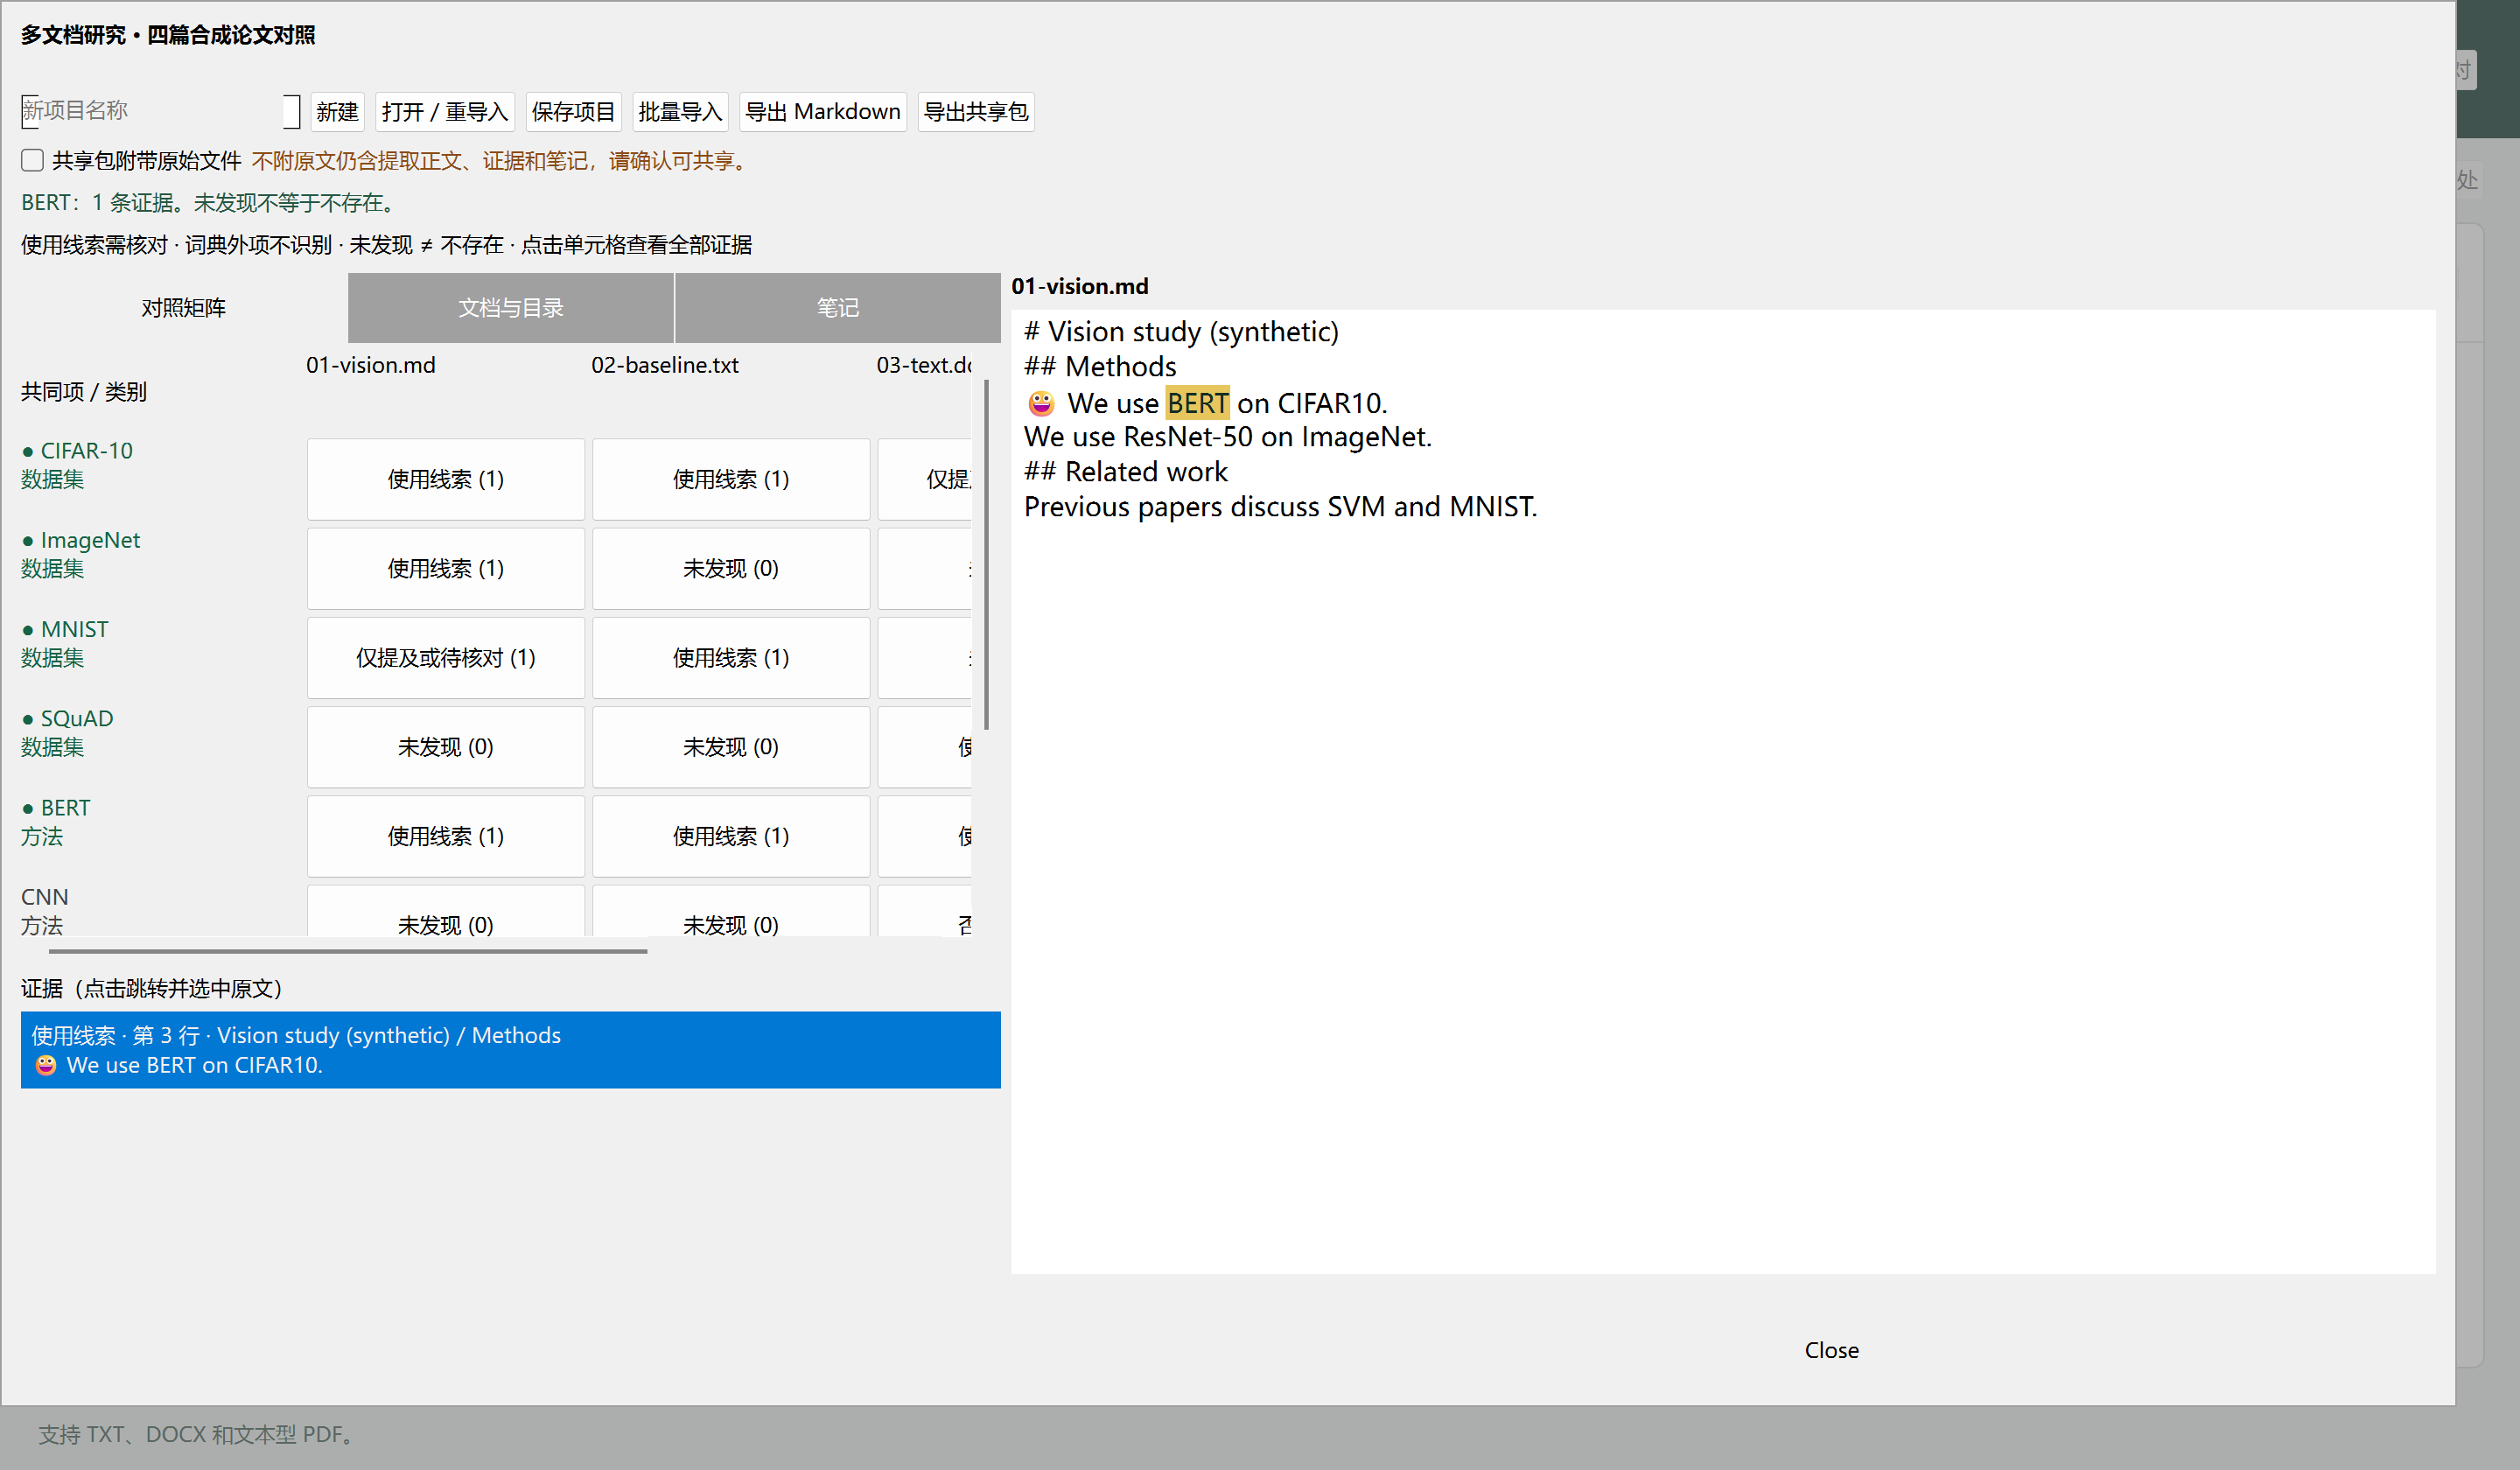 多文档研究 · 四篇合成论文对照
对
新项目名称
新建
打开 / 重导入
保存项目
批量导入
导出 Markdown
导出共享包
共享包附带原始文件 不附原文仍含提取正文、证据和笔记，请确认可共享。
处
BERT：1 条证据。未发现不等于不存在。
使用线索需核对 · 词典外项不识别 · 未发现 ≠ 不存在 · 点击单元格查看全部证据
对照矩阵
文档与目录
笔记
共同项 / 类别
01-vision.md
02-baseline.txt
03-text.do
● CIFAR-10
数据集
使用线索 (1)
使用线索 (1)
仅提
● ImageNet
数据集
使用线索 (1)
未发现 (0)
● MNIST
数据集
仅提及或待核对 (1)
使用线索 (1)
● SQuAD
数据集
未发现 (0)
未发现 (0)
使
● BERT
方法
使用线索 (1)
使用线索 (1)
使
CNN
方法
未发现 (0)
未发现 (0)
否
证据（点击跳转并选中原文）
使用线索 · 第 3 行 · Vision study (synthetic) / Methods
😃 We use BERT on CIFAR10.
01-vision.md
# Vision study (synthetic)
## Methods
😃 We use BERT on CIFAR10.
We use ResNet-50 on ImageNet.
## Related work
Previous papers discuss SVM and MNIST.
Close
支持 TXT、DOCX 和文本型 PDF。